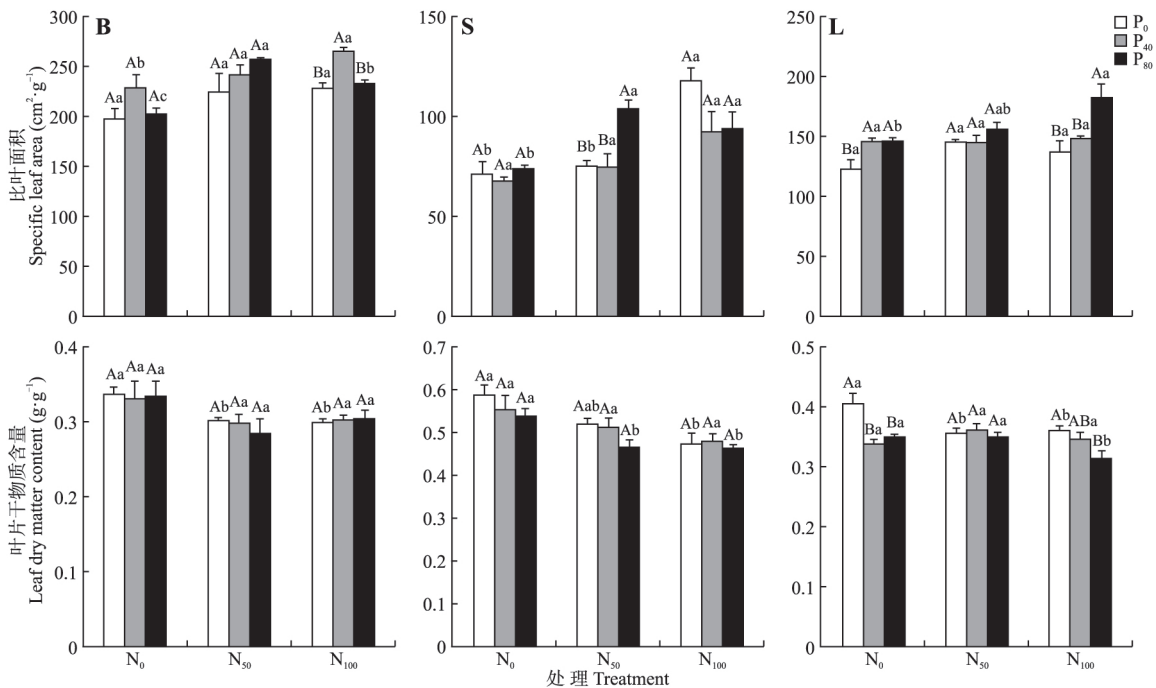 比叶面积
Specific leaf area (cm²·g⁻¹)
300
250
200
150
100
50
0
B
Aa
Ab
Ac
Aa
Aa
Aa
Ba
Aa
Bb
150
100
50
0
S
Ab
Aa
Ab
Bb
Ba
Aa
Aa
Aa
Aa
250
200
150
100
50
0
L
Ba
Aa
Ab
Aa
Aa
Aab
Ba
Ba
Aa
P₀
P₄₀
P₈₀
叶片干物质含量
Leaf dry matter content (g·g⁻¹)
0.4
0.3
0.2
0.1
0
Aa
Aa
Aa
Ab
Aa
Aa
Ab
Aa
Aa
N₀
N₅₀
N₁₀₀
0.7
0.6
0.5
0.4
0.3
0.2
0.1
0
Aa
Aa
Aa
Aab
Aa
Ab
Ab
Aa
Ab
N₀
N₅₀
N₁₀₀
0.5
0.4
0.3
0.2
0.1
0
Aa
Ba
Ba
Ab
Aa
Aa
Ab
ABa
Bb
N₀
N₅₀
N₁₀₀
处 理 Treatment